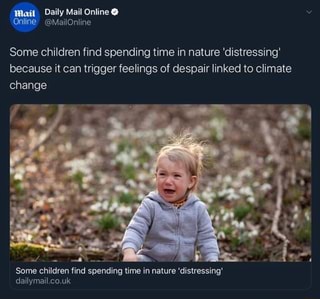 Mail
Online
Daily Mail Online
@MailOnline
Some children find spending time in nature 'distressing'
because it can trigger feelings of despair linked to climate
change
Some children find spending time in nature 'distressing'
dailymail.co.uk